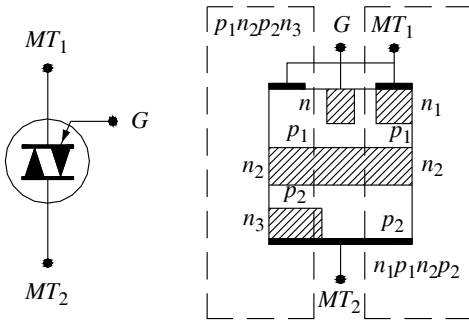 MT₁
G
MT₂
p₁n₂p₂n₃
G
MT₁
n
n₁
p₁
p₁
n₂
n₂
p₂
n₃
p₂
n₁p₁n₂p₂
MT₂